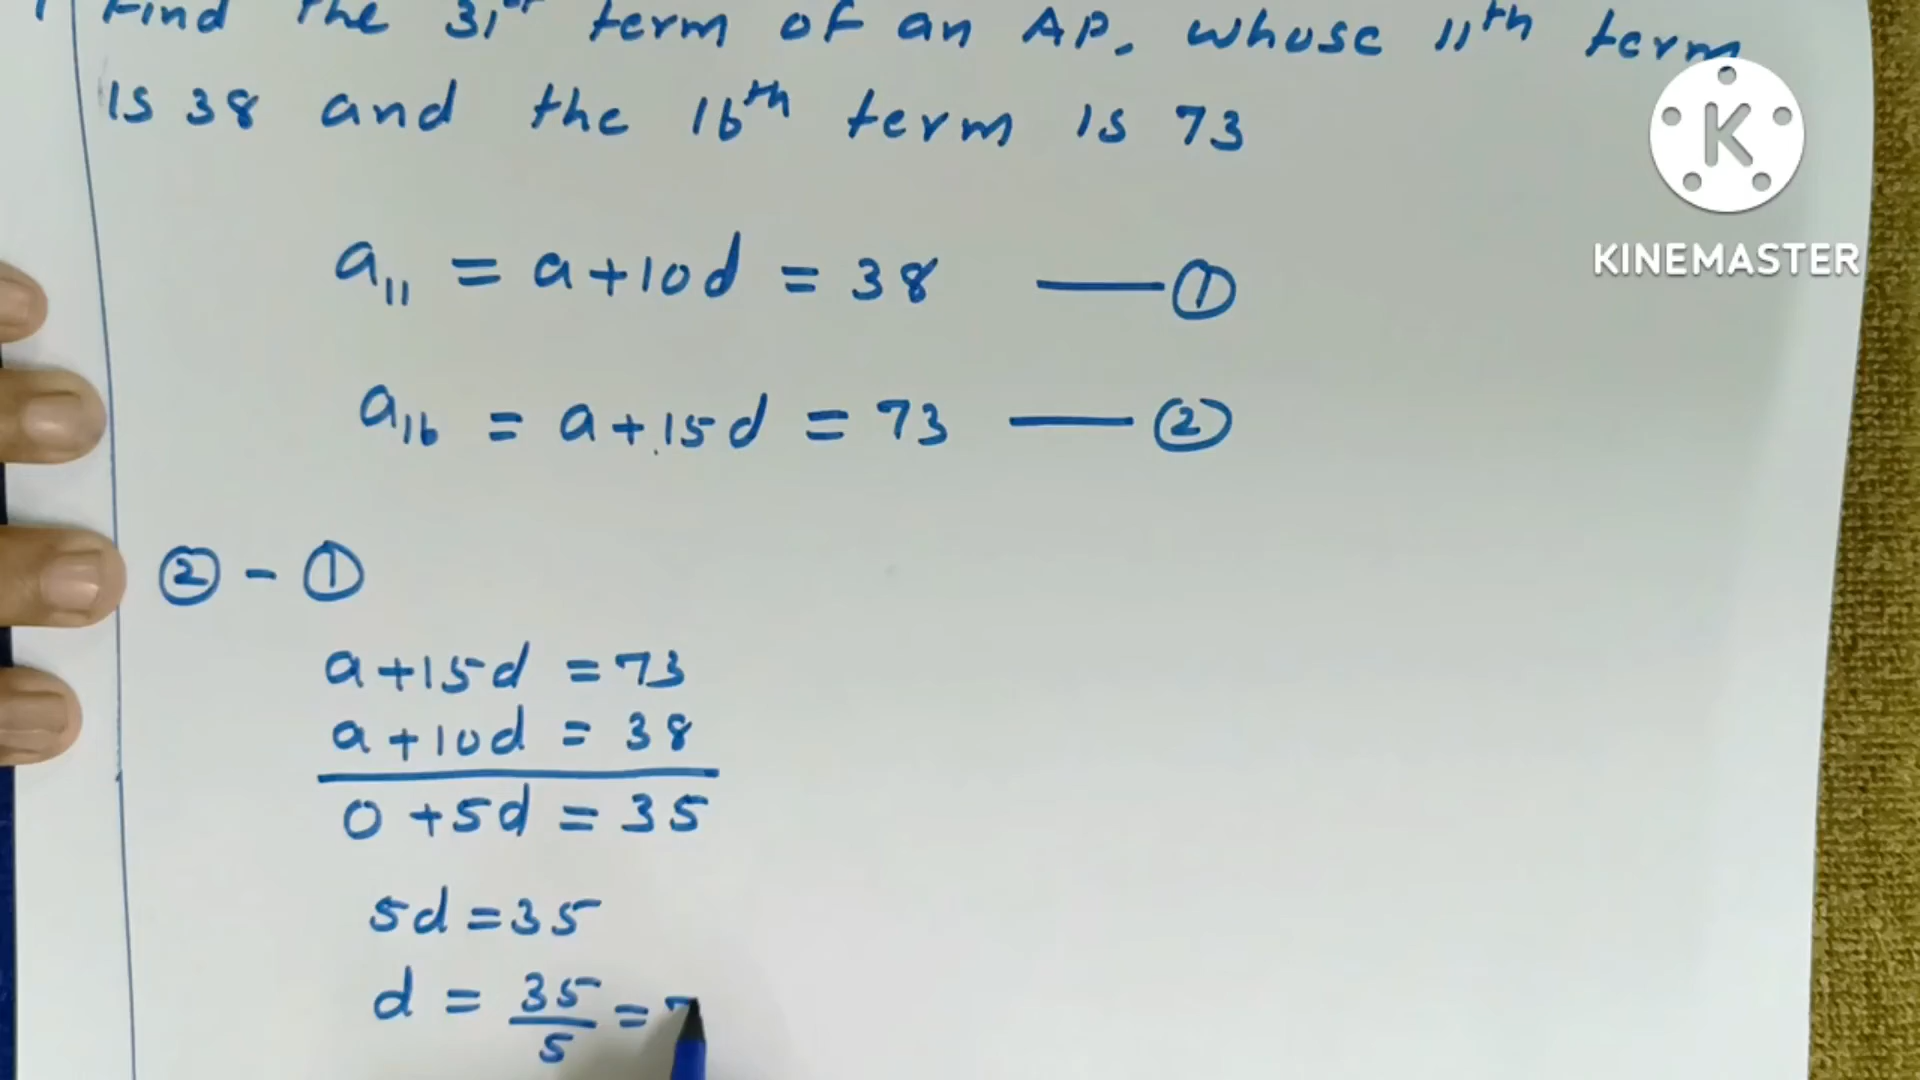 Find the 31st term of an AP. whose 11th term
is 38 and the 16th term is 73
KINEMASTER
a11 = a+10d = 38 — ①
a16 = a+15d = 73 — ②
② - ①
a+15d = 73
a+10d = 38
0 +5d = 35
5d = 35
d = 35/5 = 7